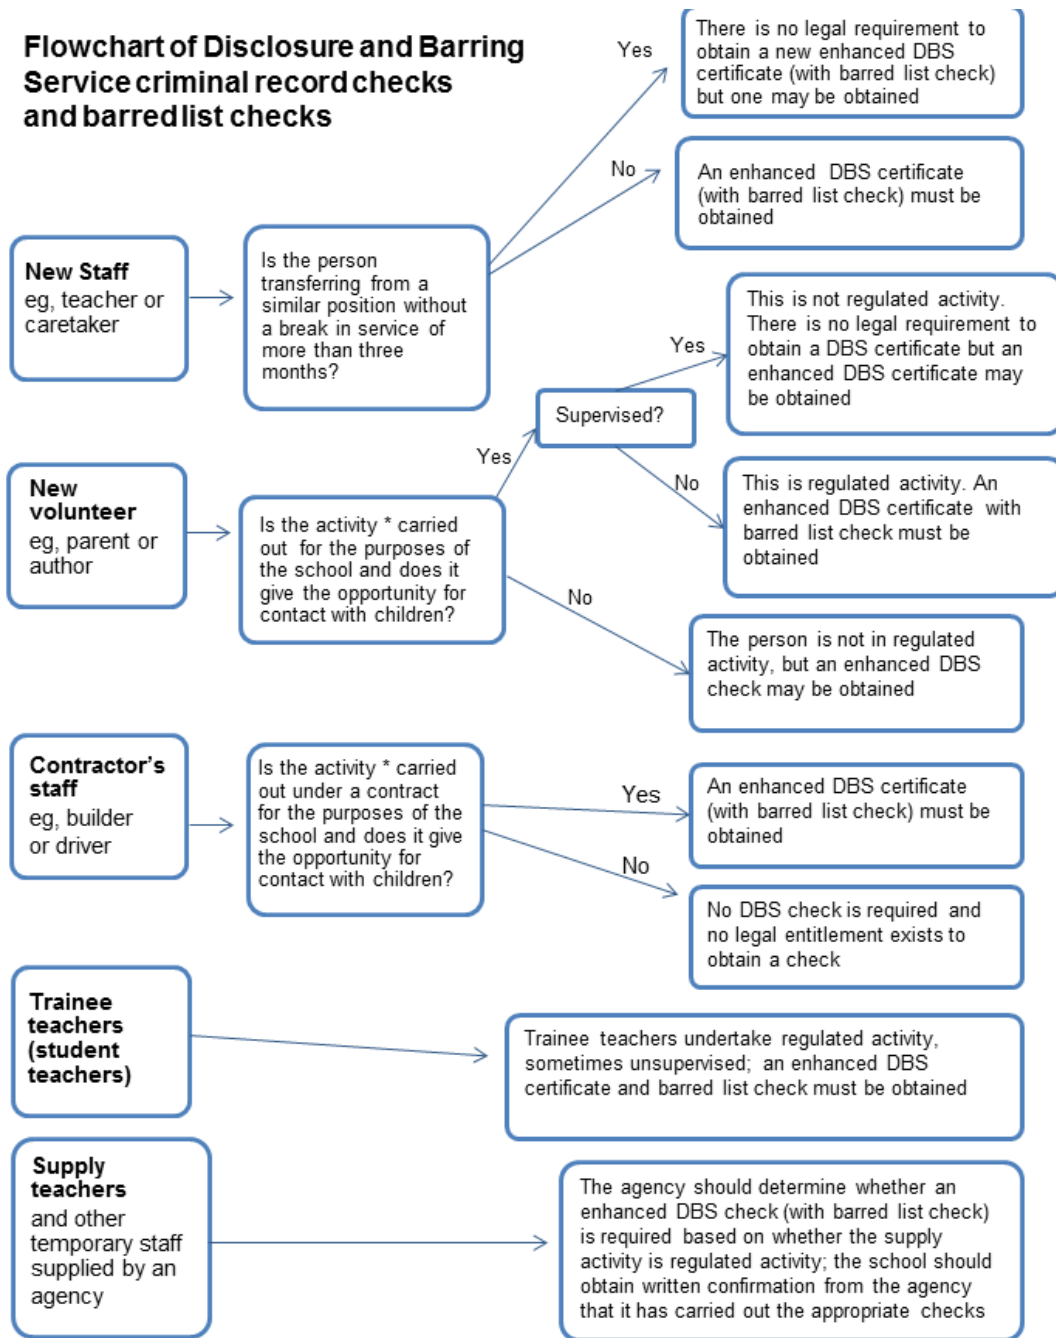 Flowchart of Disclosure and Barring
Service criminal record checks
and barred list checks
Yes
There is no legal requirement to
obtain a new enhanced DBS
certificate (with barred list check)
but one may be obtained
No
An enhanced DBS certificate
(with barred list check) must be
obtained
New Staff
eg, teacher or
caretaker
Is the person
transferring from a
similar position without
a break in service of
more than three
months?
New
volunteer
eg, parent or
author
Is the activity * carried
out for the purposes of
the school and does it
give the opportunity for
contact with children?
Yes
Supervised?
Yes
This is not regulated activity.
There is no legal requirement to
obtain a DBS certificate but an
enhanced DBS certificate may
be obtained
No
This is regulated activity. An
enhanced DBS certificate with
barred list check must be
obtained
No
The person is not in regulated
activity, but an enhanced DBS
check may be obtained
Contractor's
staff
eg, builder
or driver
Is the activity * carried
out under a contract
for the purposes of the
school and does it give
the opportunity for
contact with children?
Yes
An enhanced DBS certificate
(with barred list check) must be
obtained
No
No DBS check is required and
no legal entitlement exists to
obtain a check
Trainee
teachers
(student
teachers)
Trainee teachers undertake regulated activity,
sometimes unsupervised; an enhanced DBS
certificate and barred list check must be obtained
Supply
teachers
and other
temporary staff
supplied by an
agency
The agency should determine whether an
enhanced DBS check (with barred list check)
is required based on whether the supply
activity is regulated activity; the school should
obtain written confirmation from the agency
that it has carried out the appropriate checks